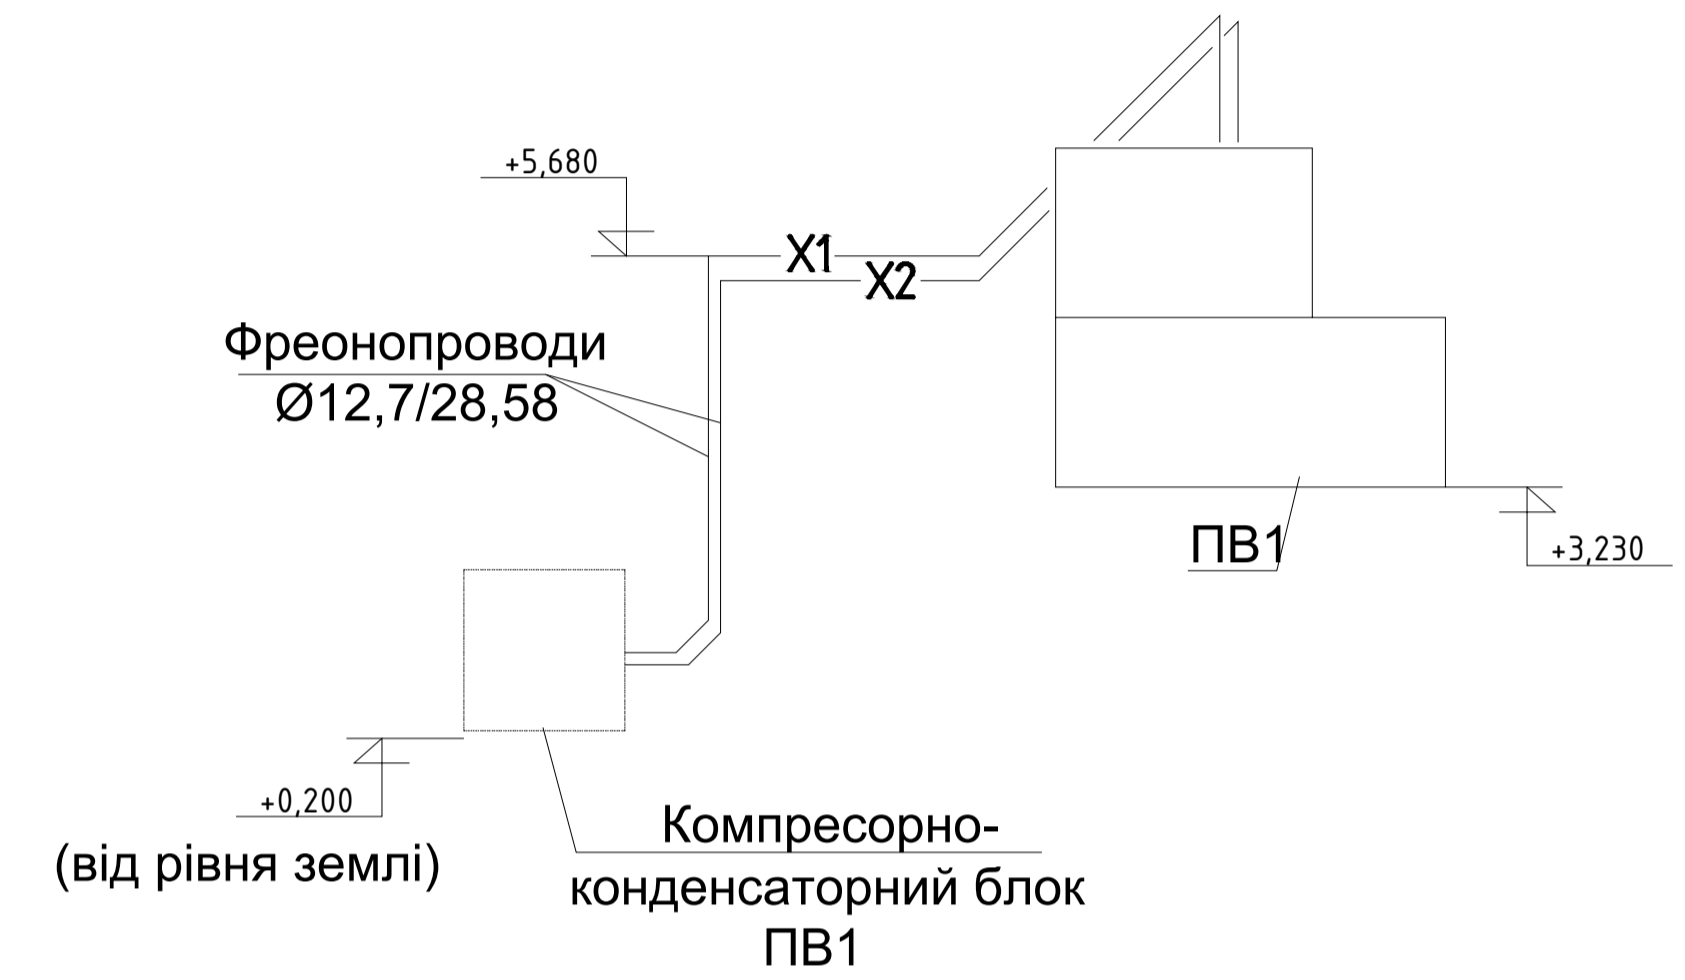 +5,680
X1
X2
Фреонопроводи
Ø12,7/28,58
ПВ1
+3,230
+0,200
(від рівня землі)
Компресорно-
конденсаторний блок
ПВ1